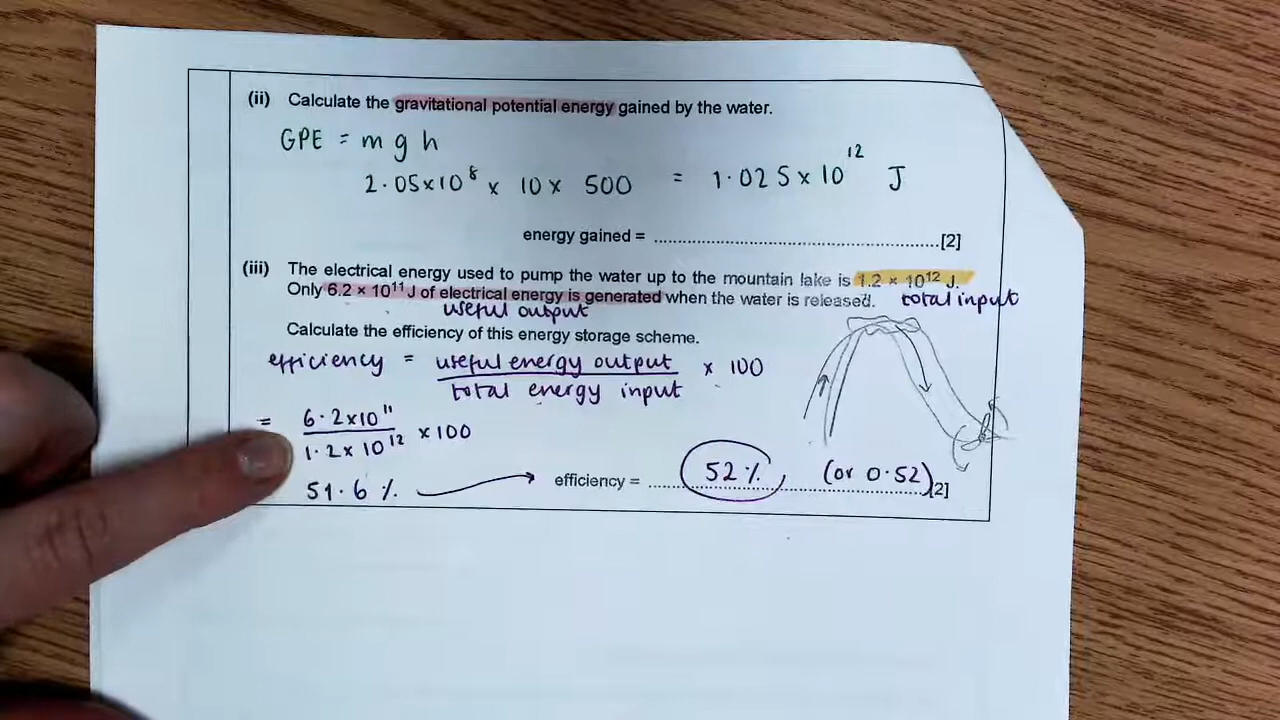 (ii) Calculate the gravitational potential energy gained by the water.
GPE = m g h
2.05×10⁸ × 10 × 500 = 1.025 × 10¹² J
energy gained = ..........................................................[2]
(iii) The electrical energy used to pump the water up to the mountain lake is 1.2 × 10¹² J.
Only 6.2 × 10¹¹ J of electrical energy is generated when the water is released. total input
useful output
Calculate the efficiency of this energy storage scheme.
efficiency = useful energy output × 100
total energy input
= 6.2×10¹¹ × 100
1.2×10¹²
51.6 % efficiency = 52%, (or 0.52) [2]